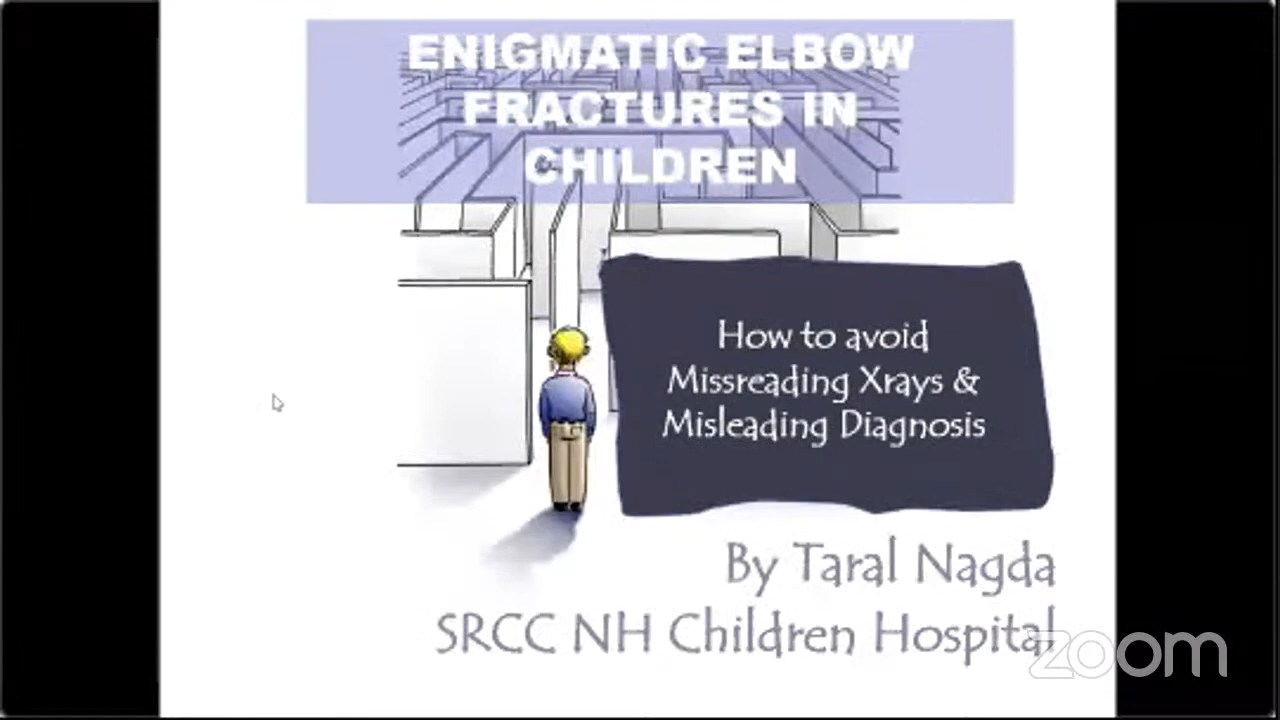 ENIGMATIC ELBOW
FRACTURES IN
CHILDREN
How to avoid
Missreading Xrays &
Misleading Diagnosis
By Taral Nagda
SRCC NH Children Hospital
zoom